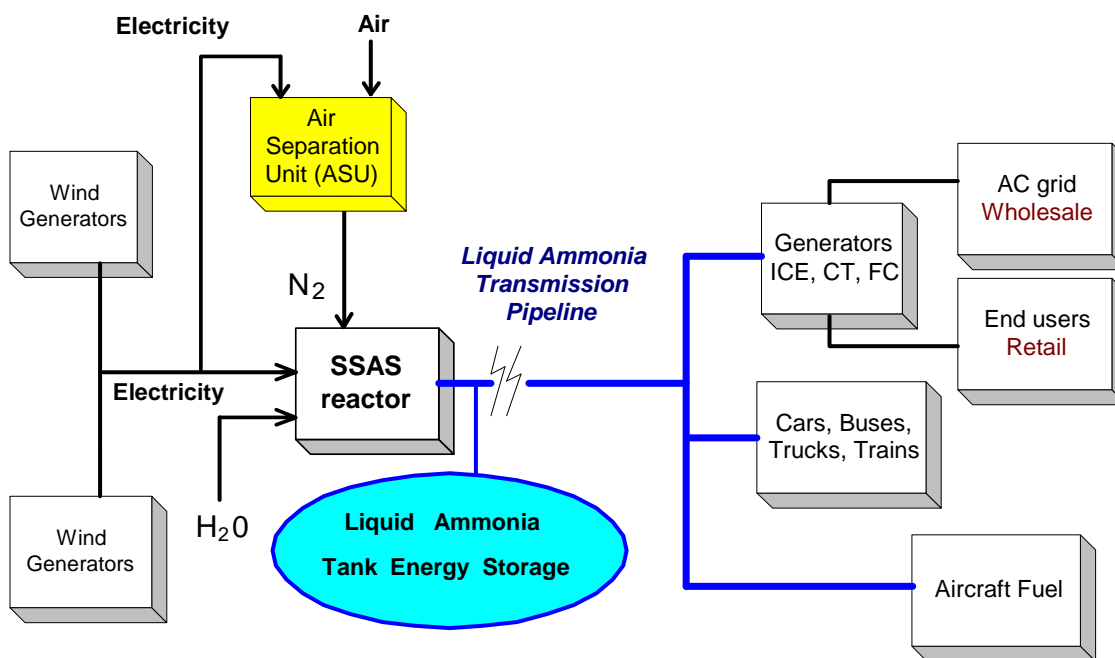 Electricity
Air
Air
Separation
Unit (ASU)
Wind
Generators
N2
Liquid Ammonia
Transmission
Pipeline
Generators
ICE, CT, FC
AC grid
Wholesale
End users
Retail
Electricity
SSAS
reactor
Cars, Buses,
Trucks, Trains
H20
Wind
Generators
Liquid Ammonia
Tank Energy Storage
Aircraft Fuel